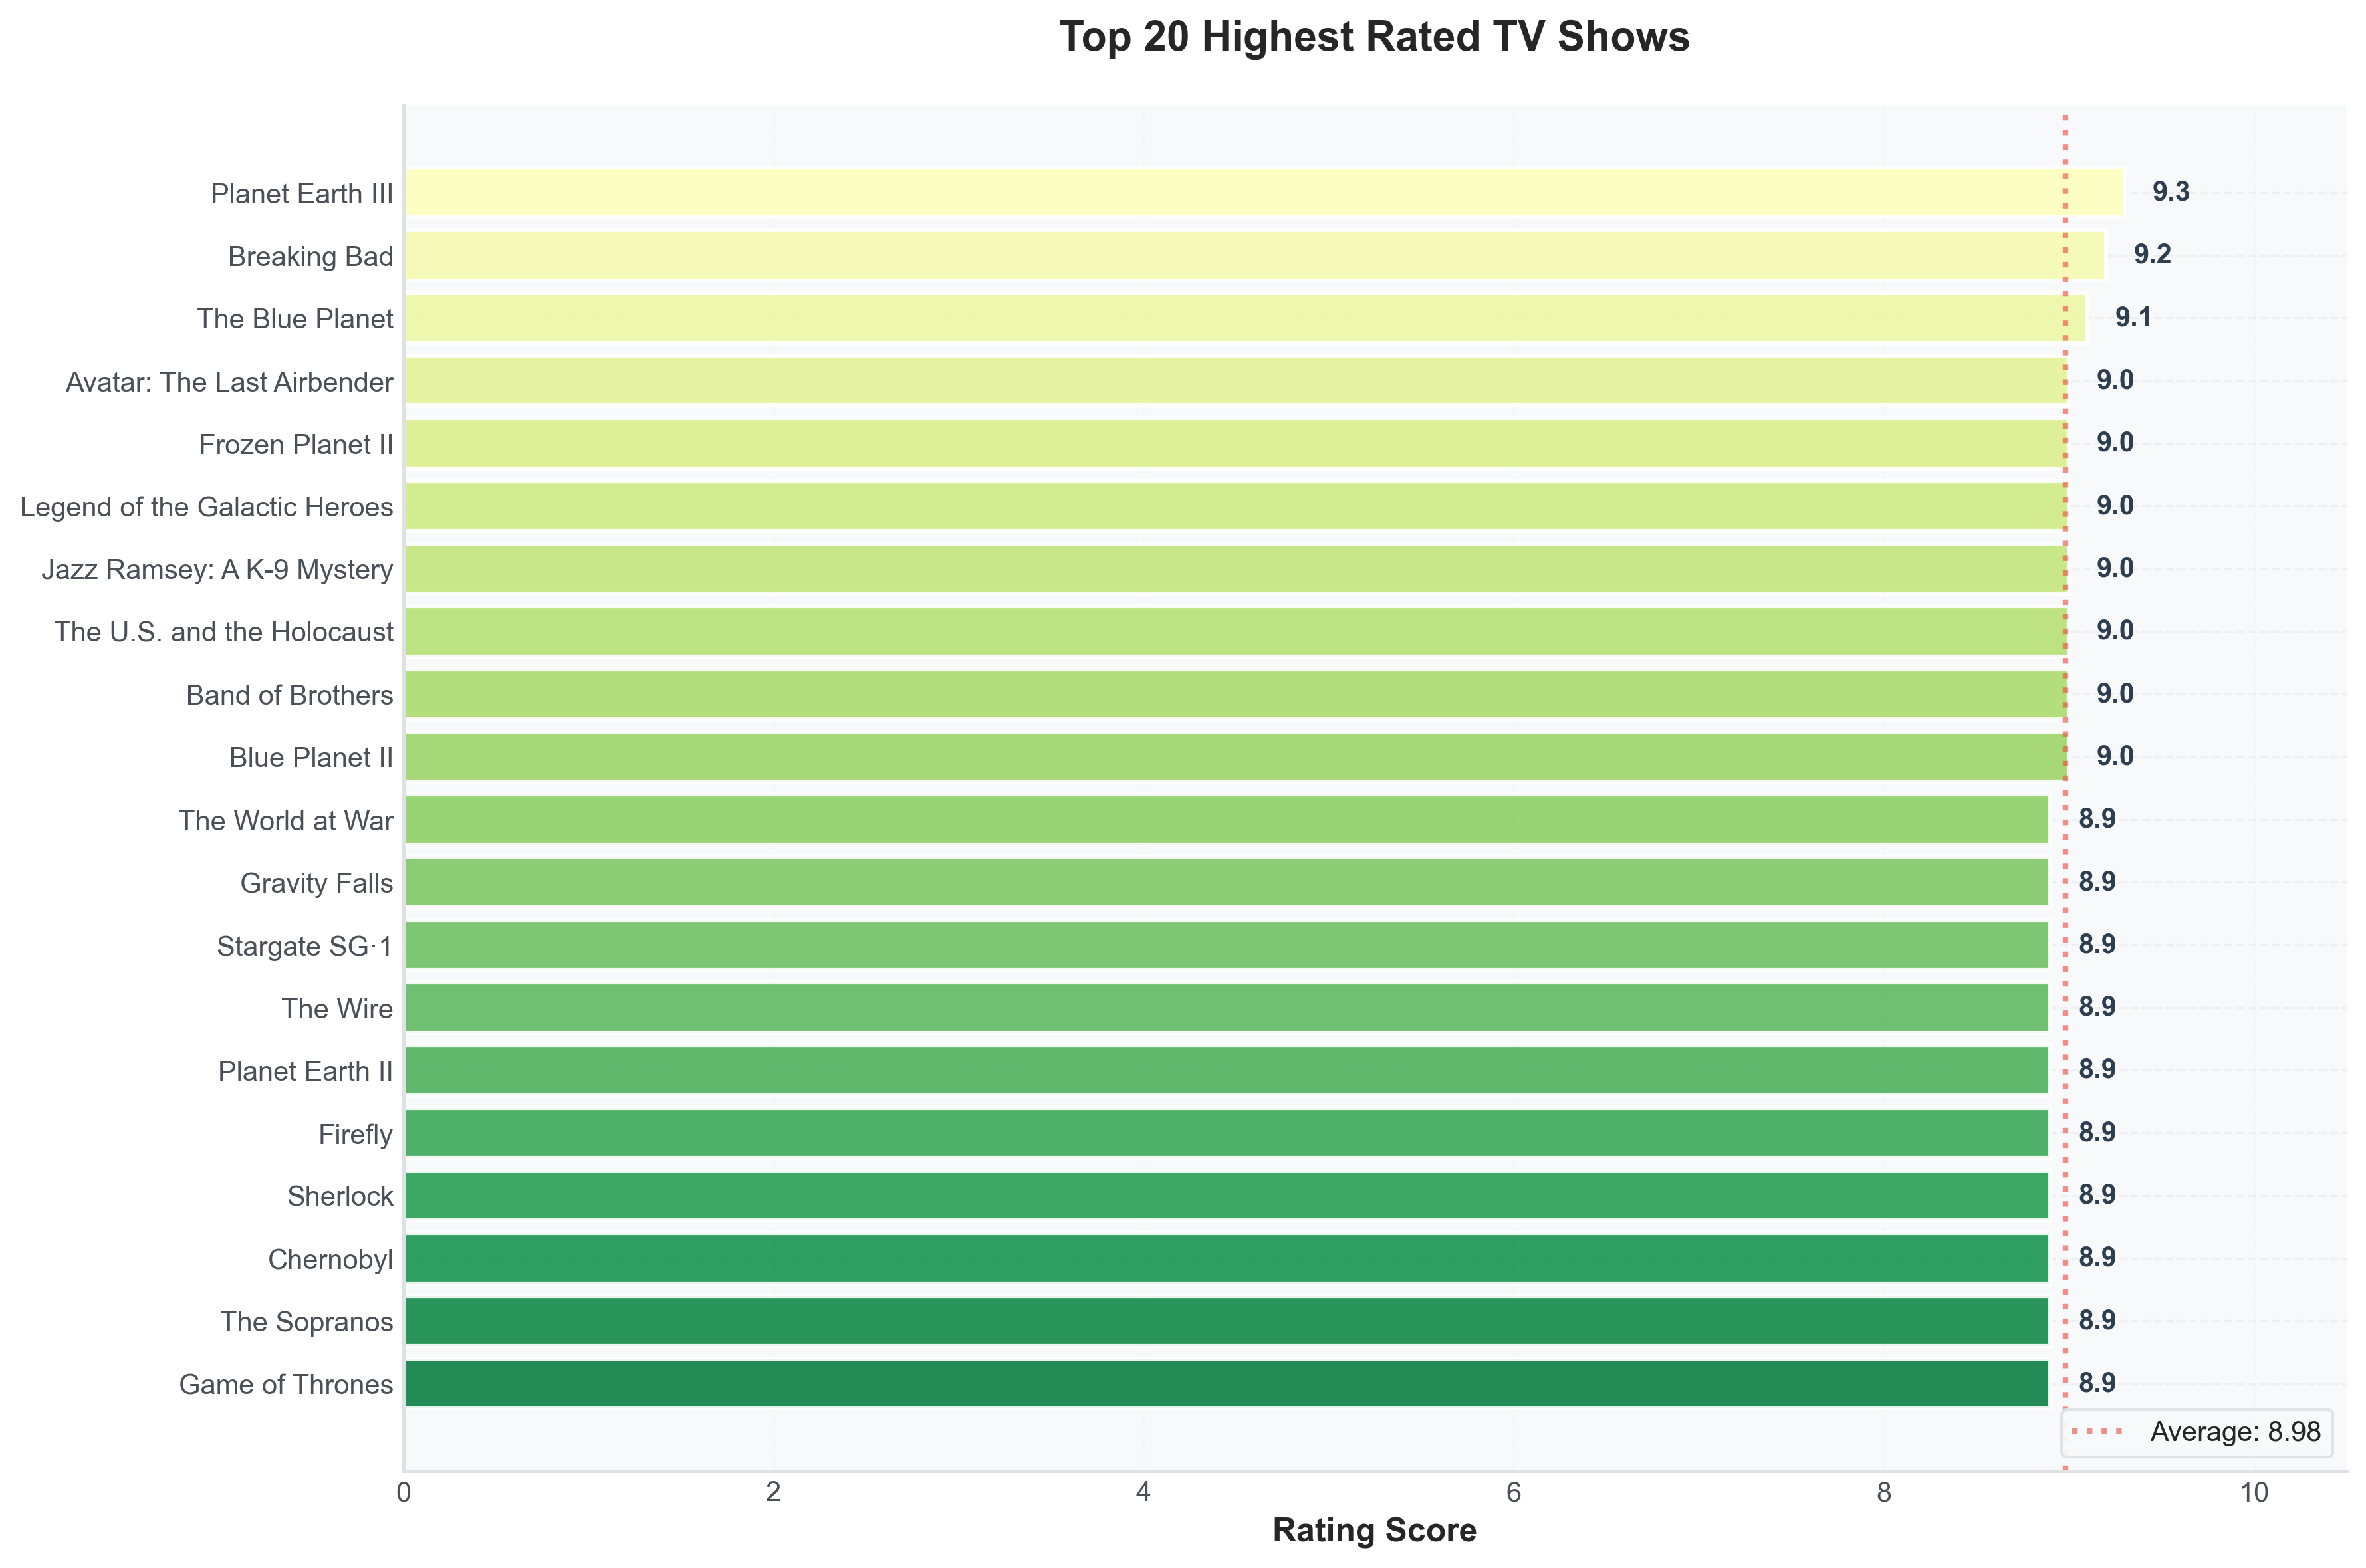 Top 20 Highest Rated TV Shows
Planet Earth III 9.3
Breaking Bad 9.2
The Blue Planet 9.1
Avatar: The Last Airbender 9.0
Frozen Planet II 9.0
Legend of the Galactic Heroes 9.0
Jazz Ramsey: A K-9 Mystery 9.0
The U.S. and the Holocaust 9.0
Band of Brothers 9.0
Blue Planet II 9.0
The World at War 8.9
Gravity Falls 8.9
Stargate SG·1 8.9
The Wire 8.9
Planet Earth II 8.9
Firefly 8.9
Sherlock 8.9
Chernobyl 8.9
The Sopranos 8.9
Game of Thrones 8.9
Average: 8.98
0 2 4 6 8 10
Rating Score